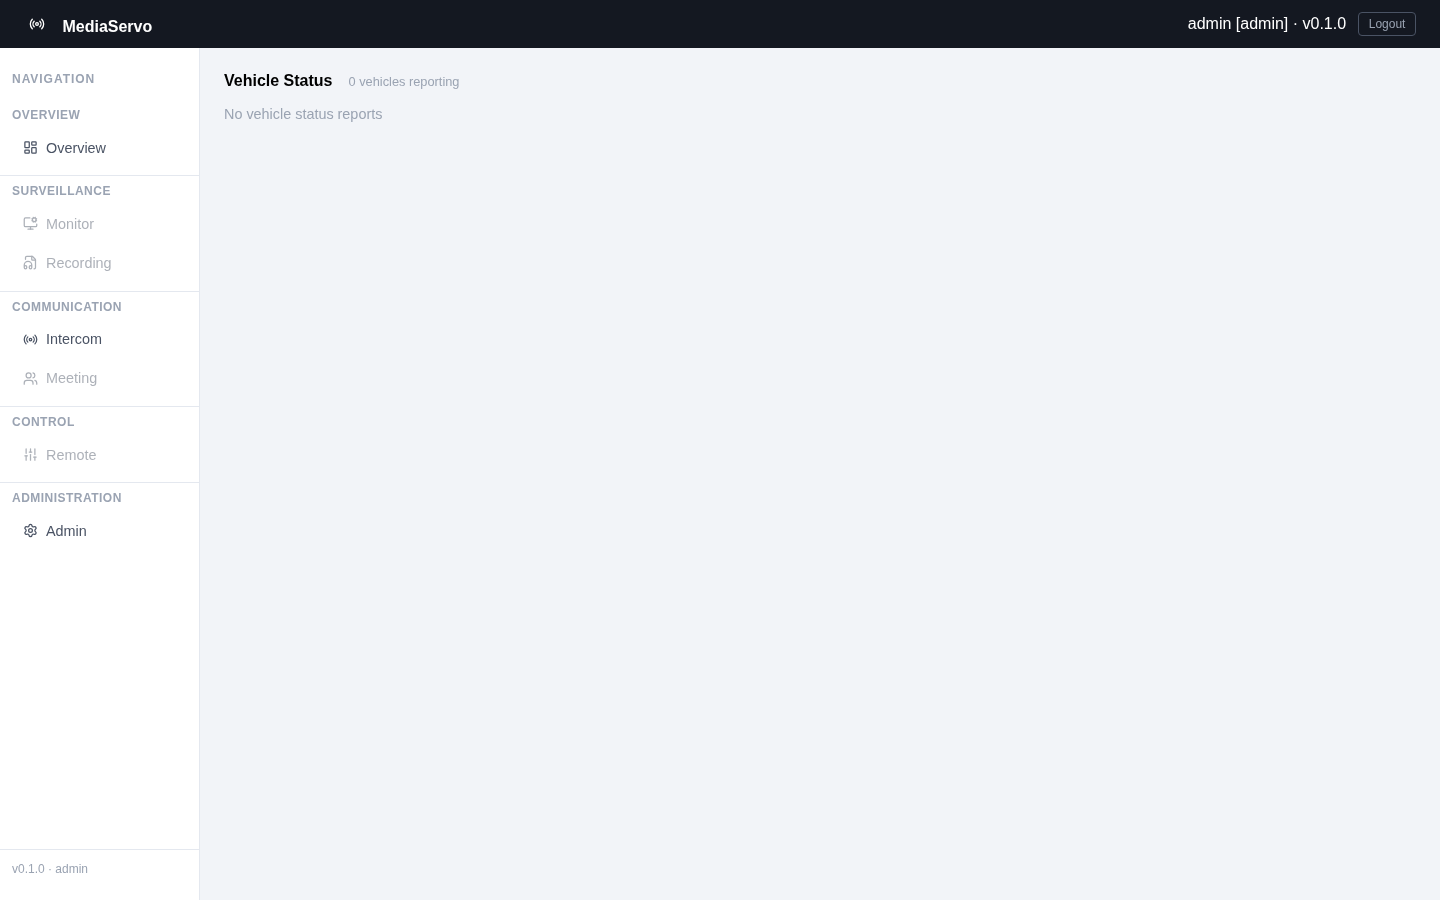 MediaServo
admin [admin] · v0.1.0
Logout
NAVIGATION
OVERVIEW
Overview
SURVEILLANCE
Monitor
Recording
COMMUNICATION
Intercom
Meeting
CONTROL
Remote
ADMINISTRATION
Admin
v0.1.0 · admin
Vehicle Status 0 vehicles reporting
No vehicle status reports